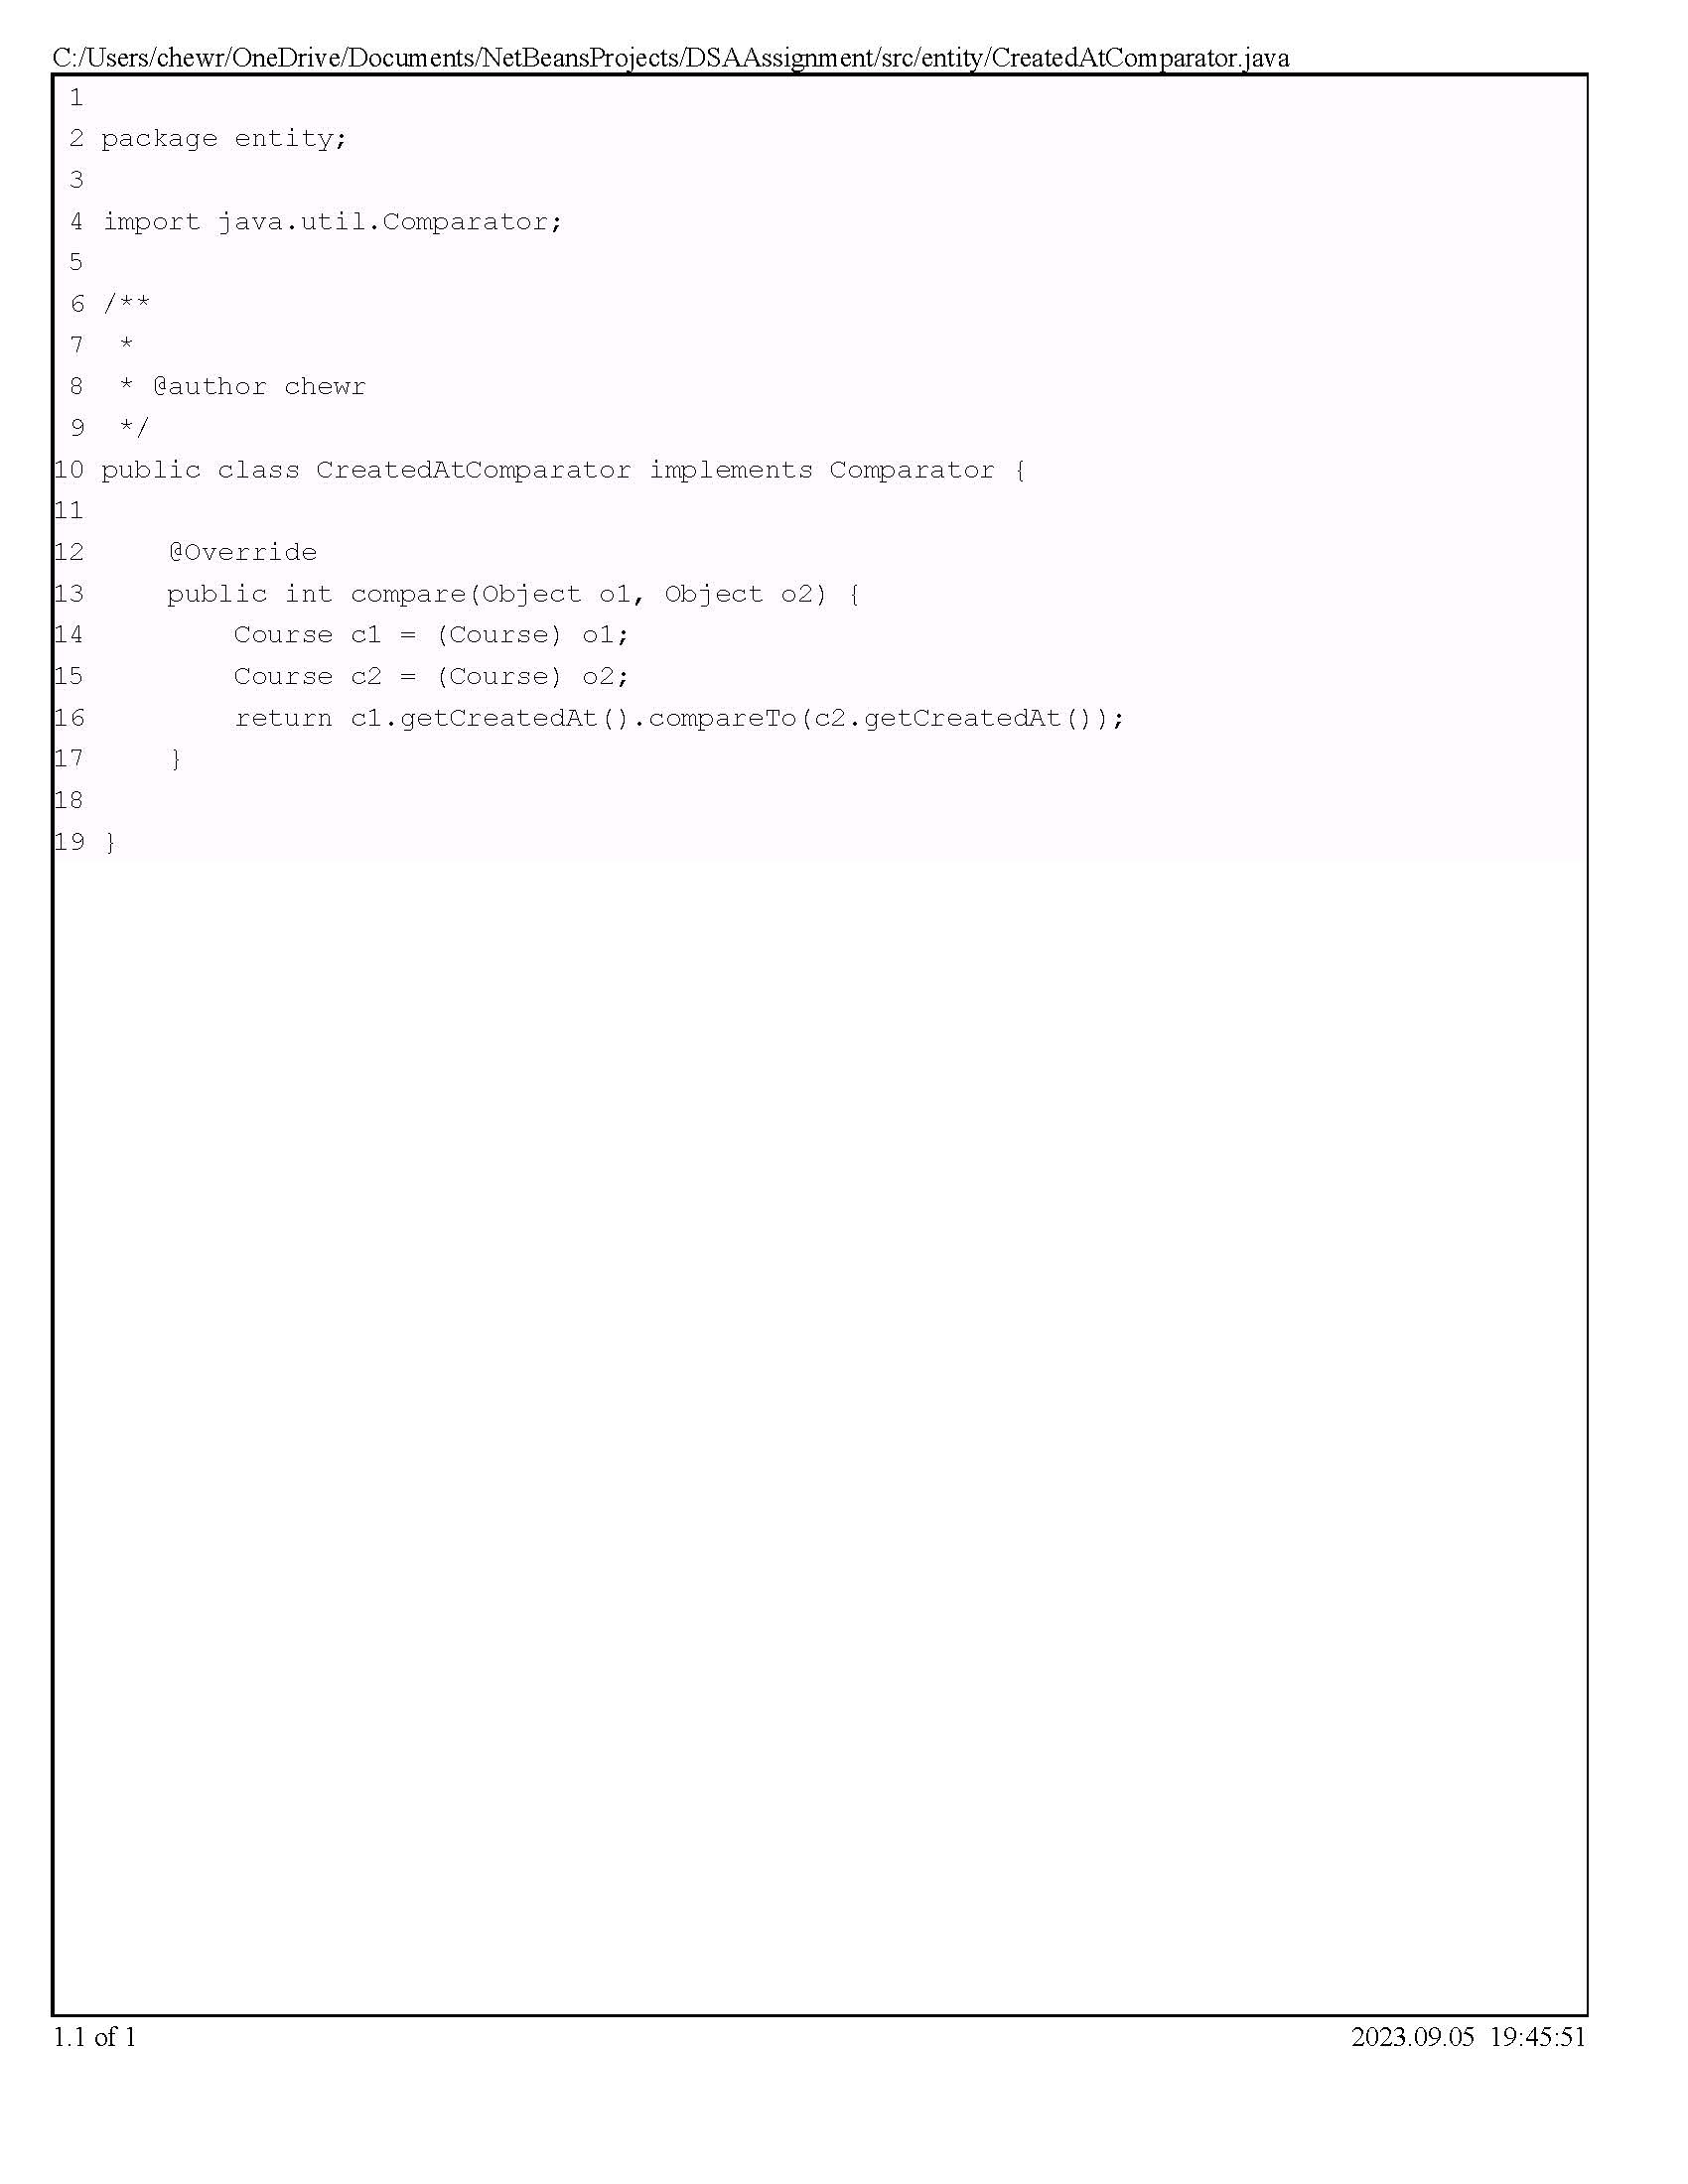 C:/Users/chewr/OneDrive/Documents/NetBeansProjects/DSAAssignment/src/entity/CreatedAtComparator.java
1
2 package entity;
3
4 import java.util.Comparator;
5
6 /**
7  *
8  * @author chewr
9  */
10 public class CreatedAtComparator implements Comparator {
11
12     @Override
13     public int compare(Object o1, Object o2) {
14         Course c1 = (Course) o1;
15         Course c2 = (Course) o2;
16         return c1.getCreatedAt().compareTo(c2.getCreatedAt());
17     }
18
19 }
1.1 of 1 2023.09.05 19:45:51